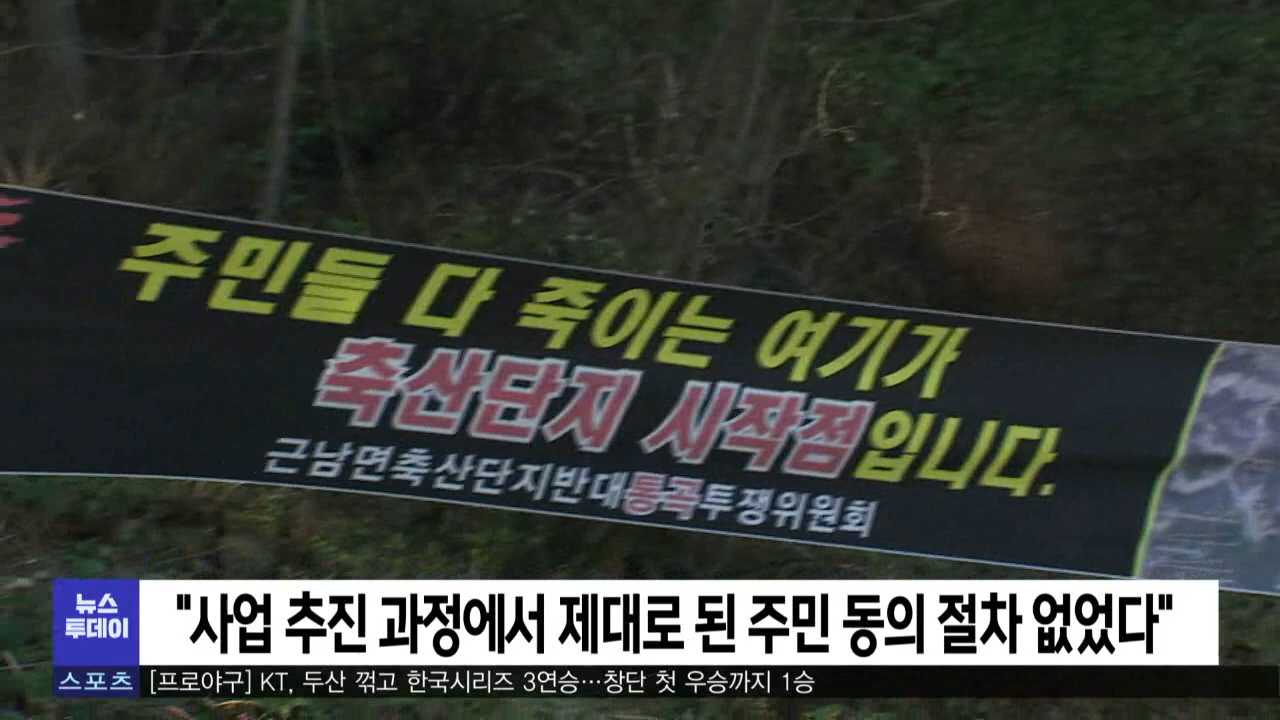 주민들 다 죽이는 여기가
축산단지 시작점입니다.
근남면축산단지반대통곡투쟁위원회
뉴스
투데이
"사업 추진 과정에서 제대로 된 주민 동의 절차 없었다"
스포츠
[프로야구] KT, 두산 꺾고 한국시리즈 3연승…창단 첫 우승까지 1승